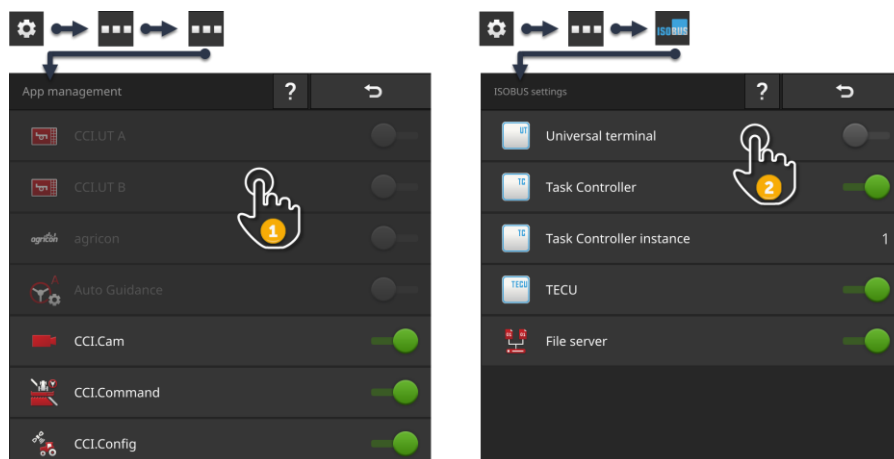 ISOBUS
App management
?
CCI.UT A
CCI.UT B
1
agricon agricon
Auto Guidance
CCI.Cam
CCI.Command
CCI.Config
ISOBUS settings
?
UT Universal terminal
2
TC Task Controller
TC Task Controller instance 1
TECU TECU
File server